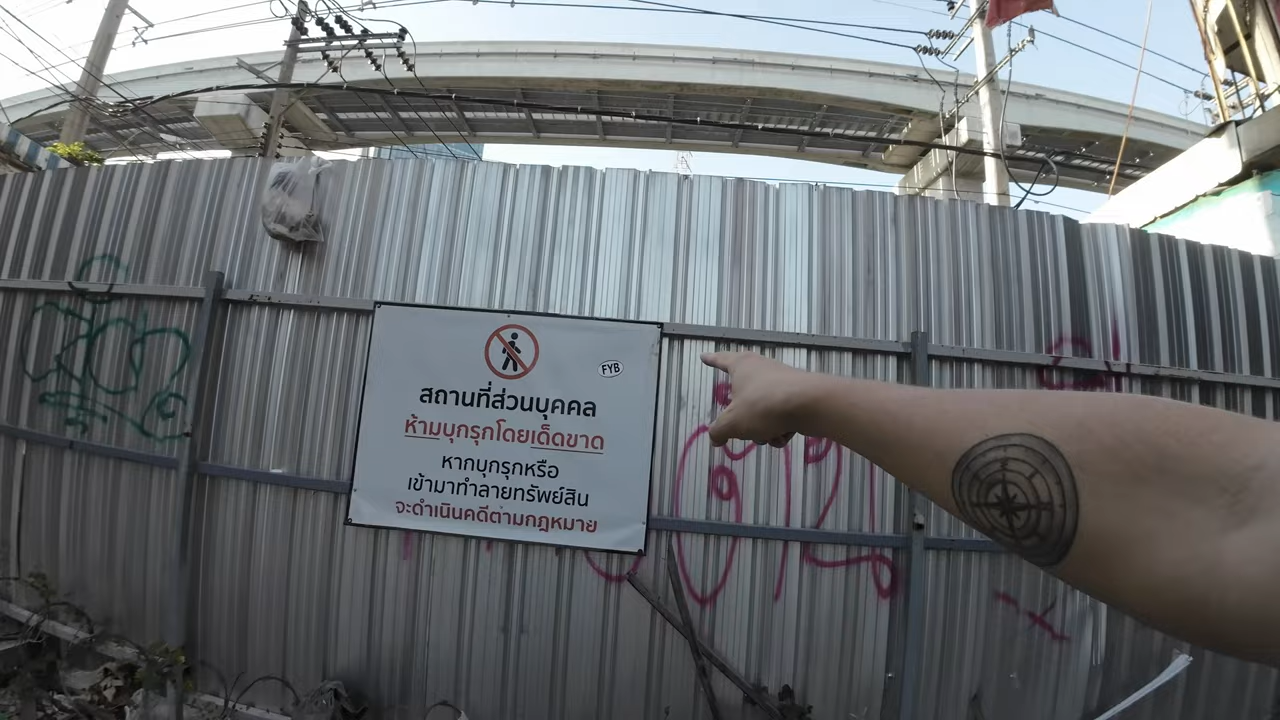 FYB
สถานที่ส่วนบุคคล
ห้ามบุกรุกโดยเด็ดขาด
หากบุกรุกหรือ
เข้ามาทำลายทรัพย์สิน
จะดำเนินคดีตามกฎหมาย